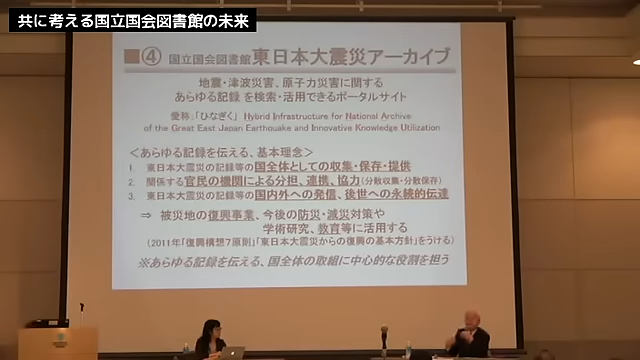 共に考える国立国会図書館の未来
■④ 国立国会図書館 東日本大震災アーカイブ
地震・津波災害、原子力災害に関する
あらゆる記録 を検索・活用できるポータルサイト
愛称:「ひなぎく」 Hybrid Infrastructure for National Archive
of the Great East Japan Earthquake and Innovative Knowledge Utilization
<あらゆる記録を伝える、基本理念>
1. 東日本大震災の記録等の国全体としての収集・保存・提供
2. 関係する官民の機関による分担、連携、協力(分散収集・分散保存)
3. 東日本大震災の記録等の国内外への発信、後世への永続的伝達
⇒ 被災地の復興事業、今後の防災・減災対策や
学術研究、教育等に活用する
(2011年「復興構想7原則」「東日本大震災からの復興の基本方針」をうける)
※あらゆる記録を伝える、国全体の取組に中心的な役割を担う